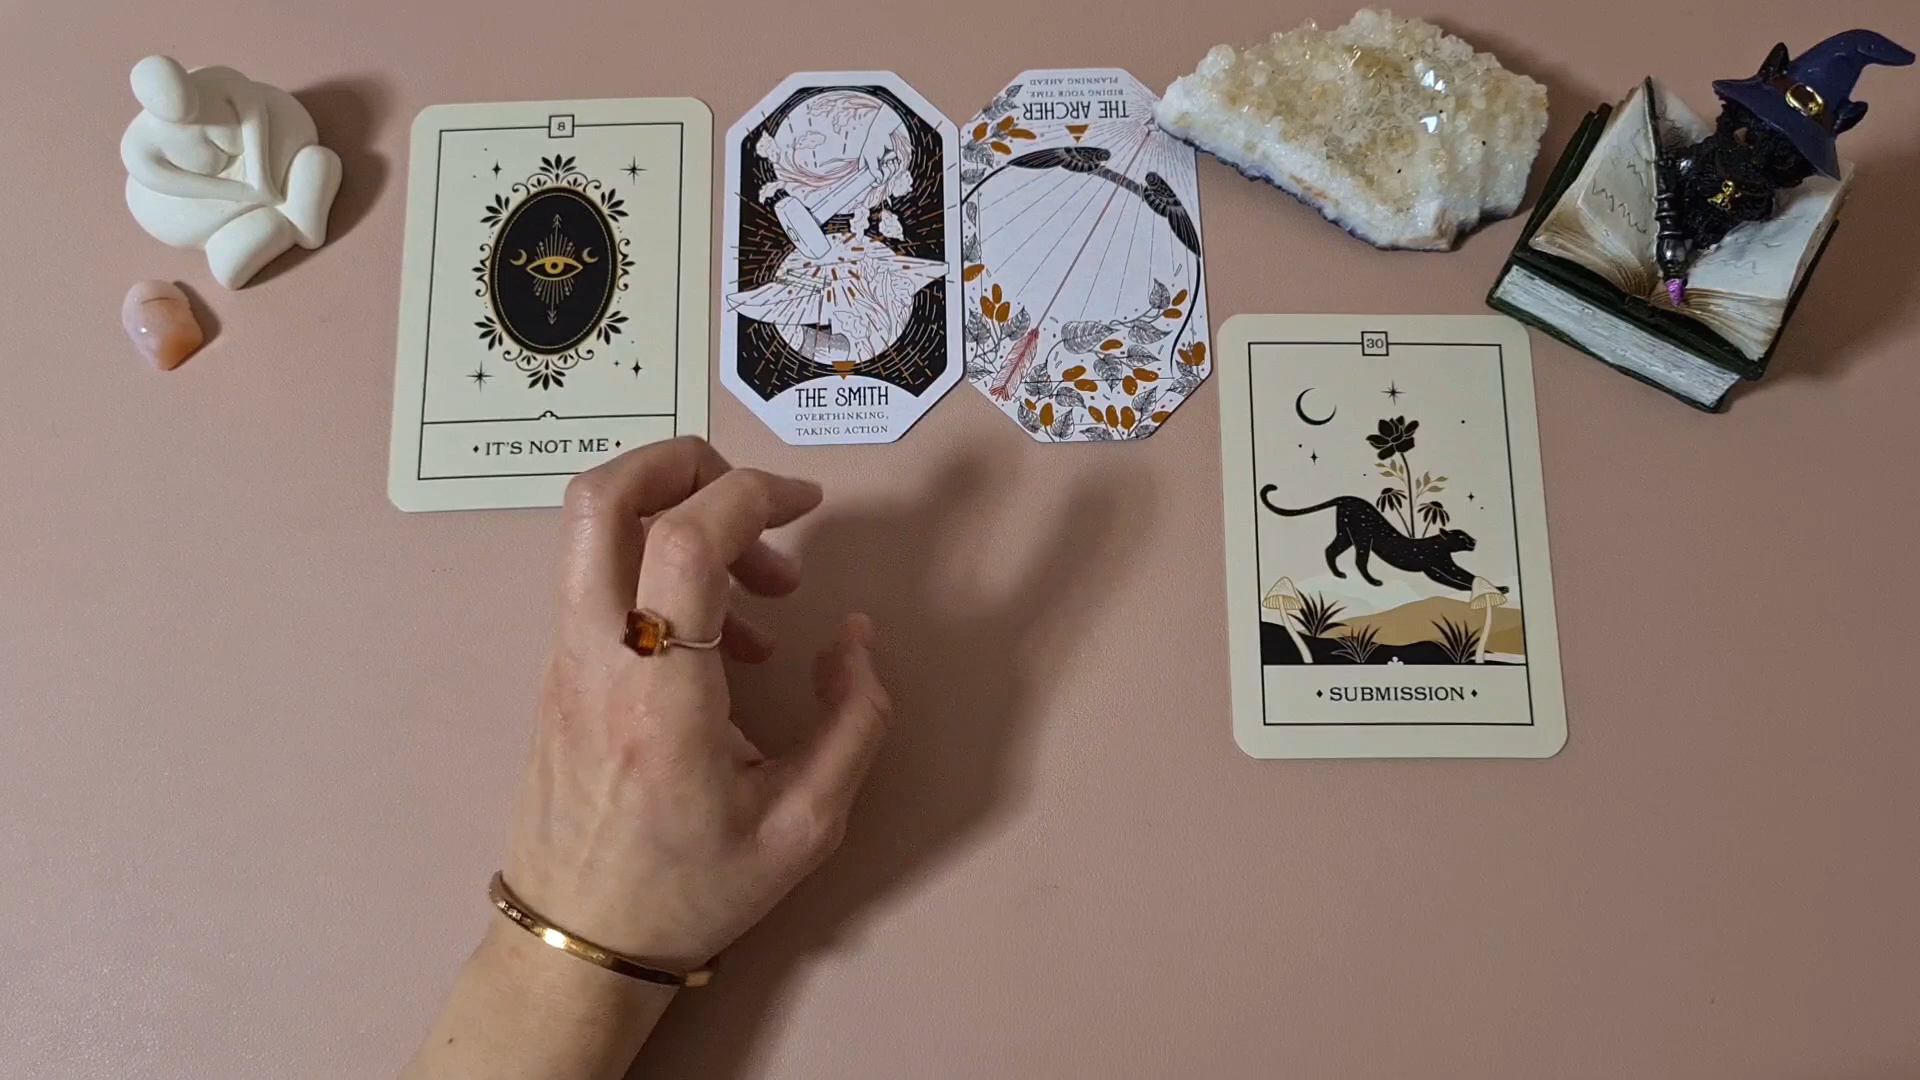 8
IT'S NOT ME
THE SMITH
OVERTHINKING,
TAKING ACTION
THE ARCHER
BIDING YOUR TIME,
PLANNING AHEAD
30
SUBMISSION